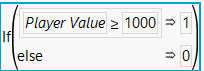 Player Value ≥ 1000 ⇒ 1
If
else ⇒ 0